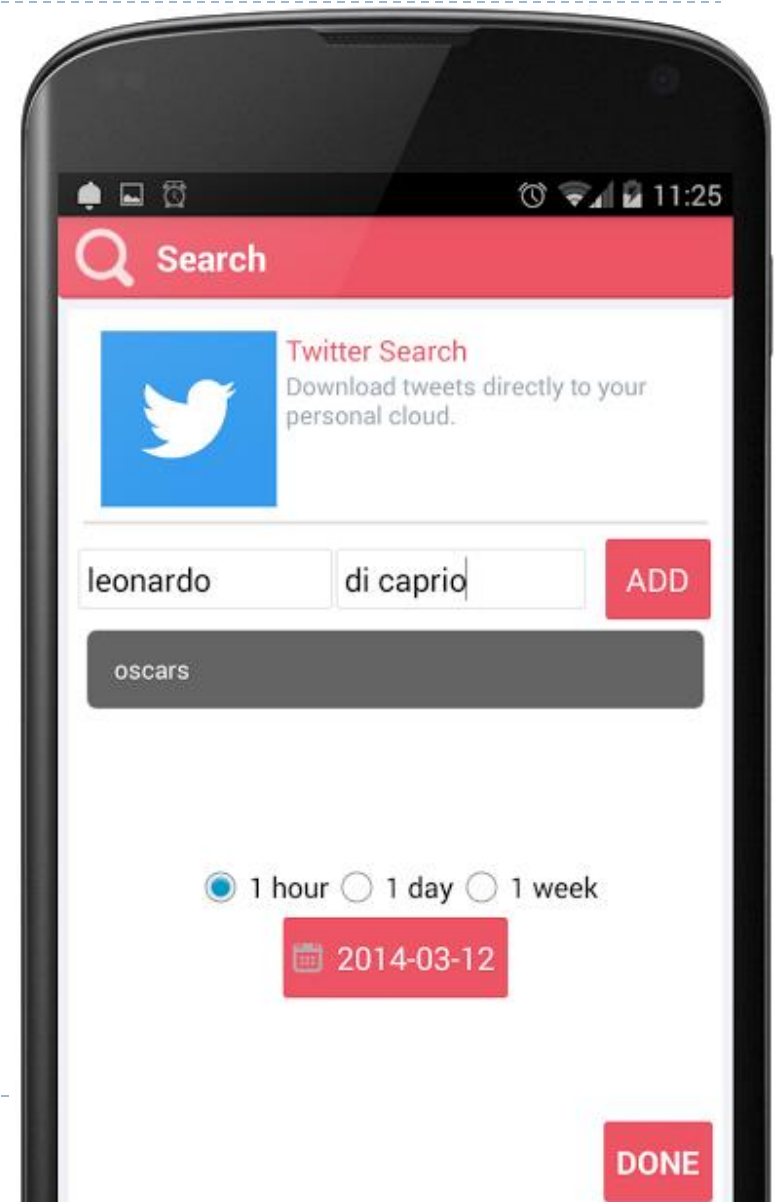 11:25
Search
Twitter Search
Download tweets directly to your
personal cloud.
leonardo di caprio ADD
oscars
1 hour 1 day 1 week
2014-03-12
DONE